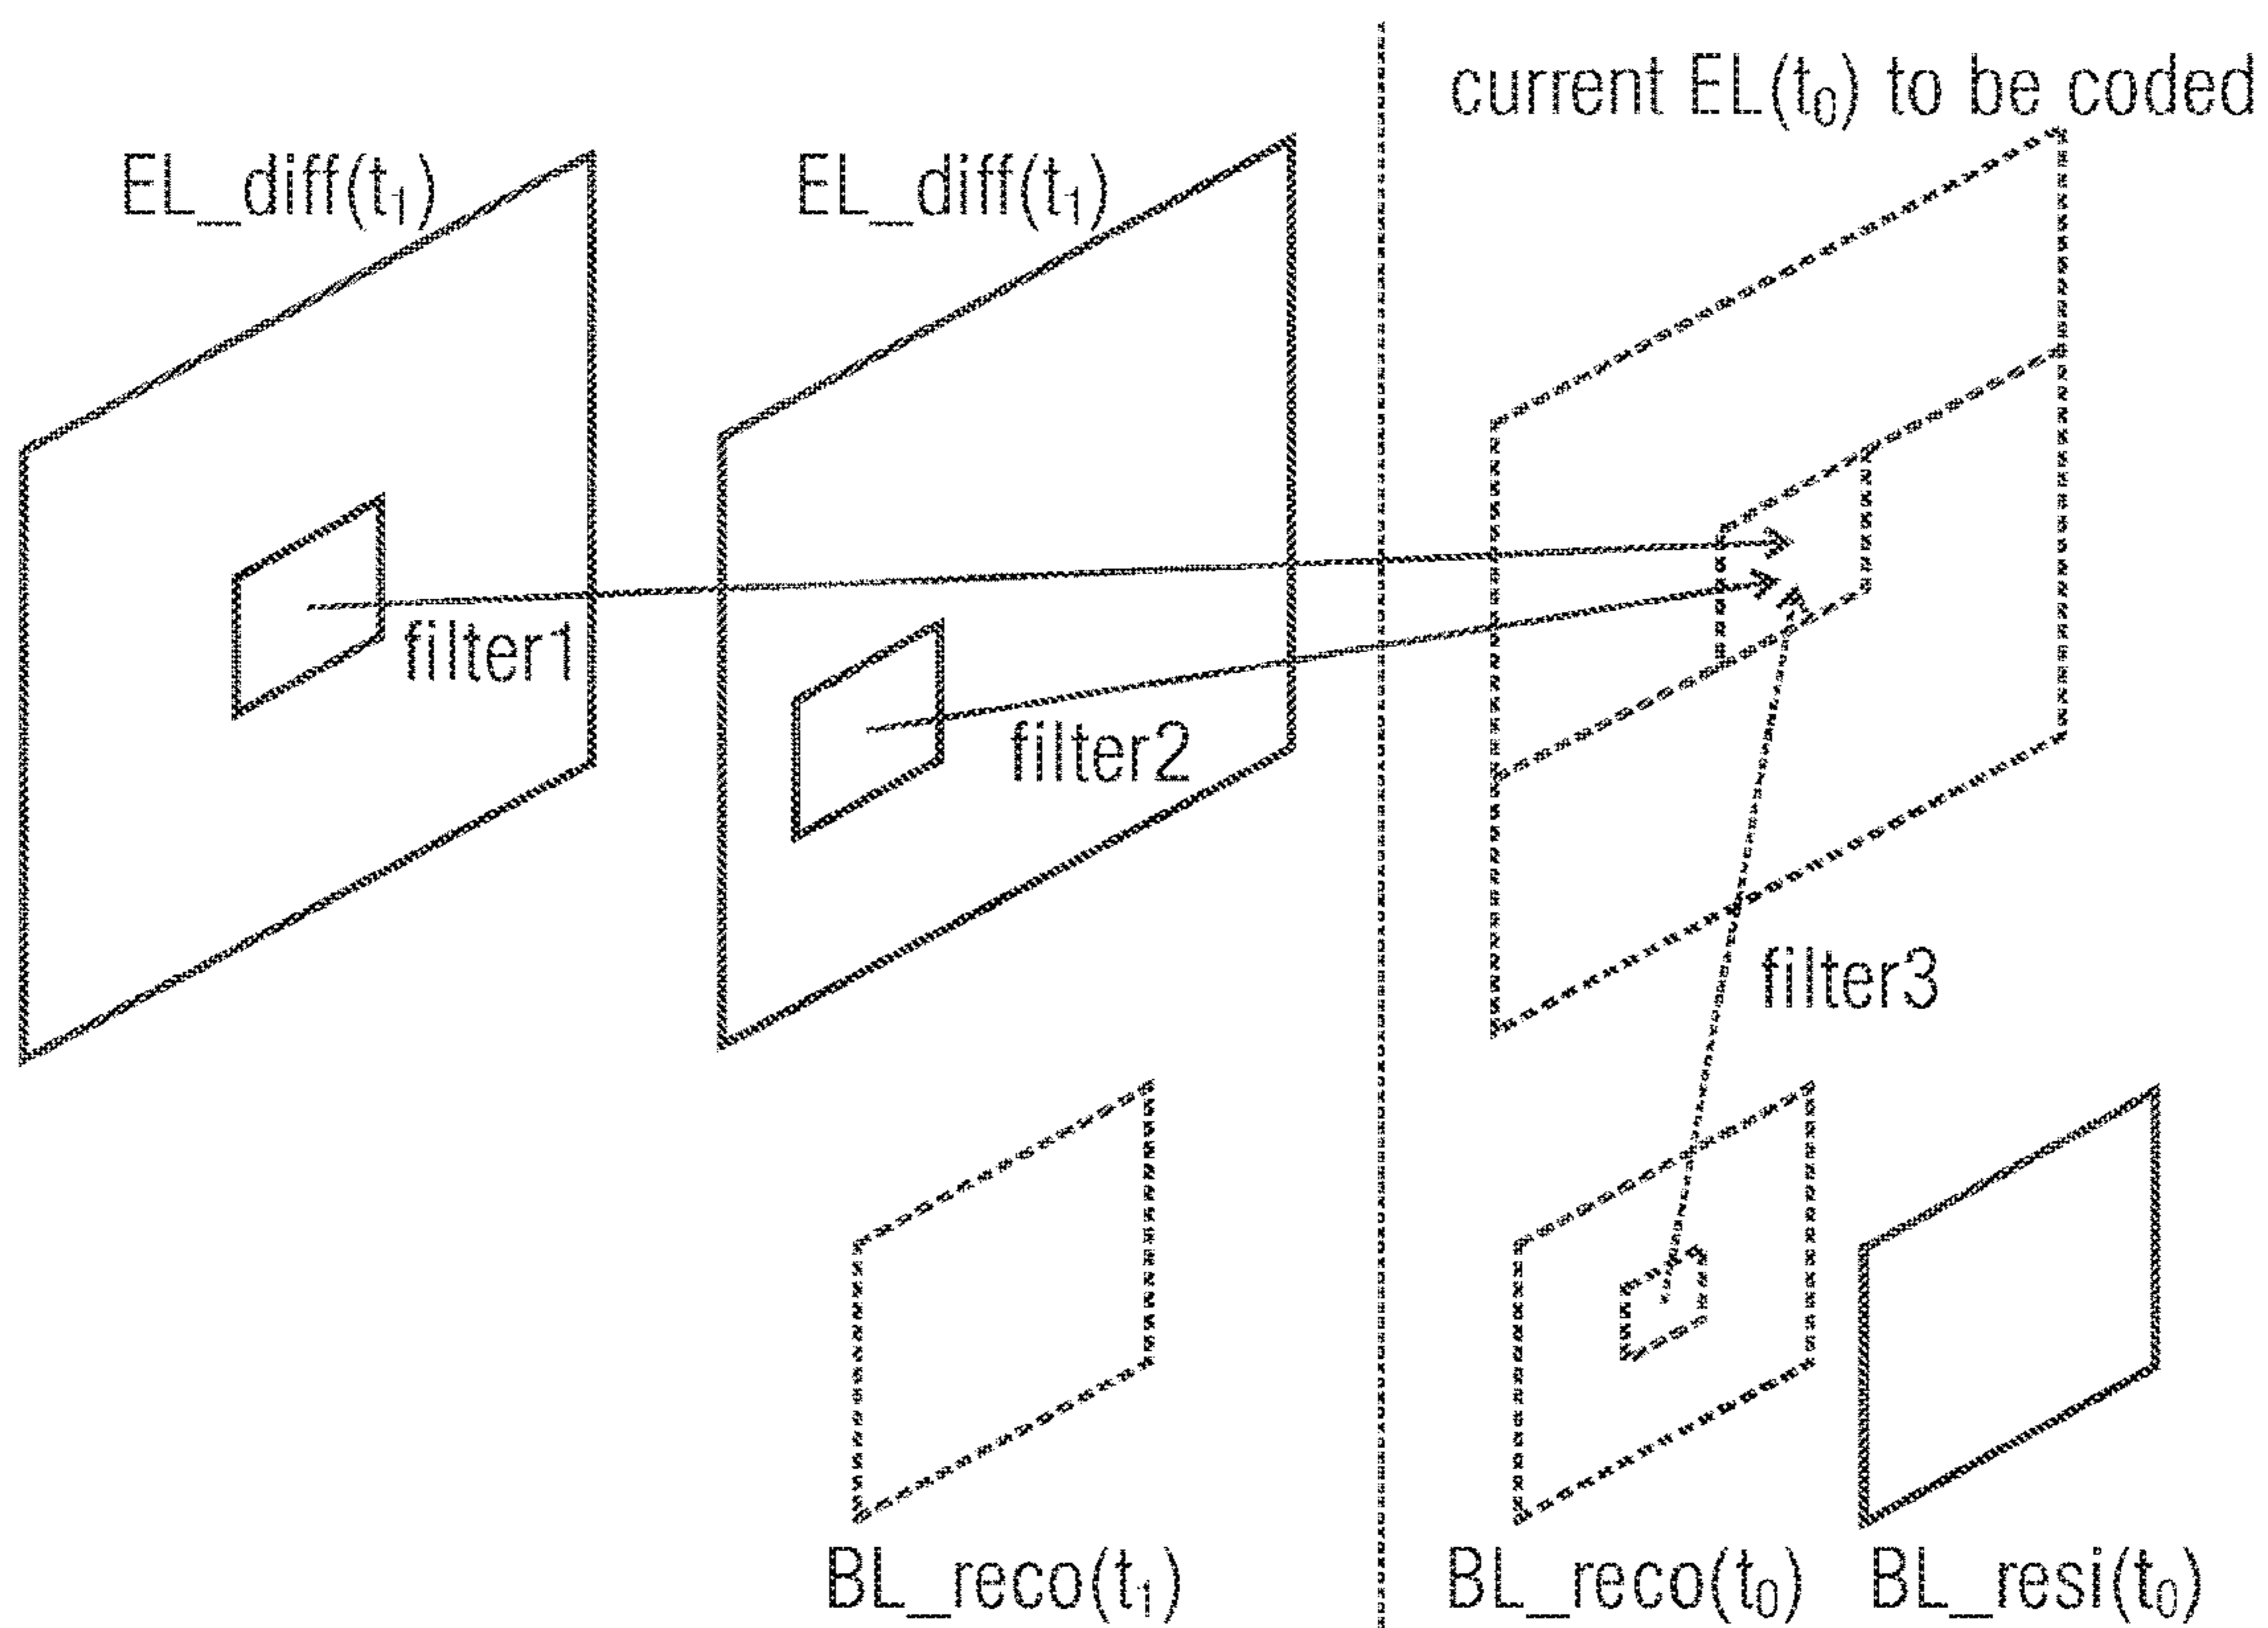 current EL(t₀) to be coded
EL_diff(t₁)
EL_diff(t₁)
filter1
filter2
filter3
BL_reco(t₁)
BL_reco(t₀)
BL_resi(t₀)